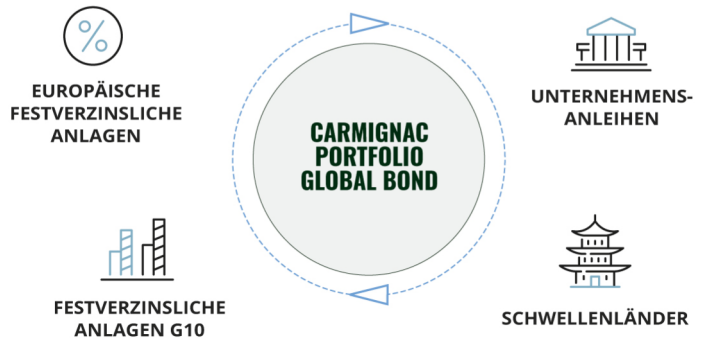 EUROPÄISCHE
FESTVERZINSLICHE
ANLAGEN
CARMIGNAC
PORTFOLIO
GLOBAL BOND
UNTERNEHMENS-
ANLEIHEN
FESTVERZINSLICHE
ANLAGEN G10
SCHWELLENLÄNDER